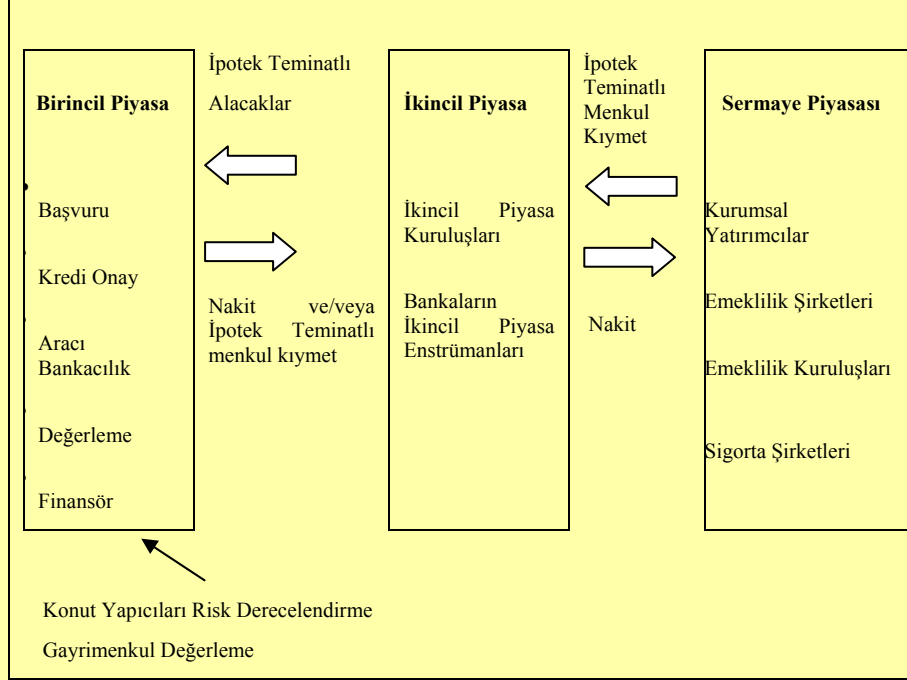 Birincil Piyasa
Başvuru
Kredi Onay
Aracı
Bankacılık
Değerleme
Finansör
İpotek Teminatlı
Alacaklar
Nakit ve/veya
İpotek Teminatlı
menkul kıymet
İkincil Piyasa
İkincil Piyasa
Kuruluşları
Bankaların
İkincil Piyasa
Enstrümanları
İpotek
Teminatlı
Menkul
Kıymet
Nakit
Sermaye Piyasası
Kurumsal
Yatırımcılar
Emeklilik Şirketleri
Emeklilik Kuruluşları
Sigorta Şirketleri
Konut Yapıcıları Risk Derecelendirme
Gayrimenkul Değerleme